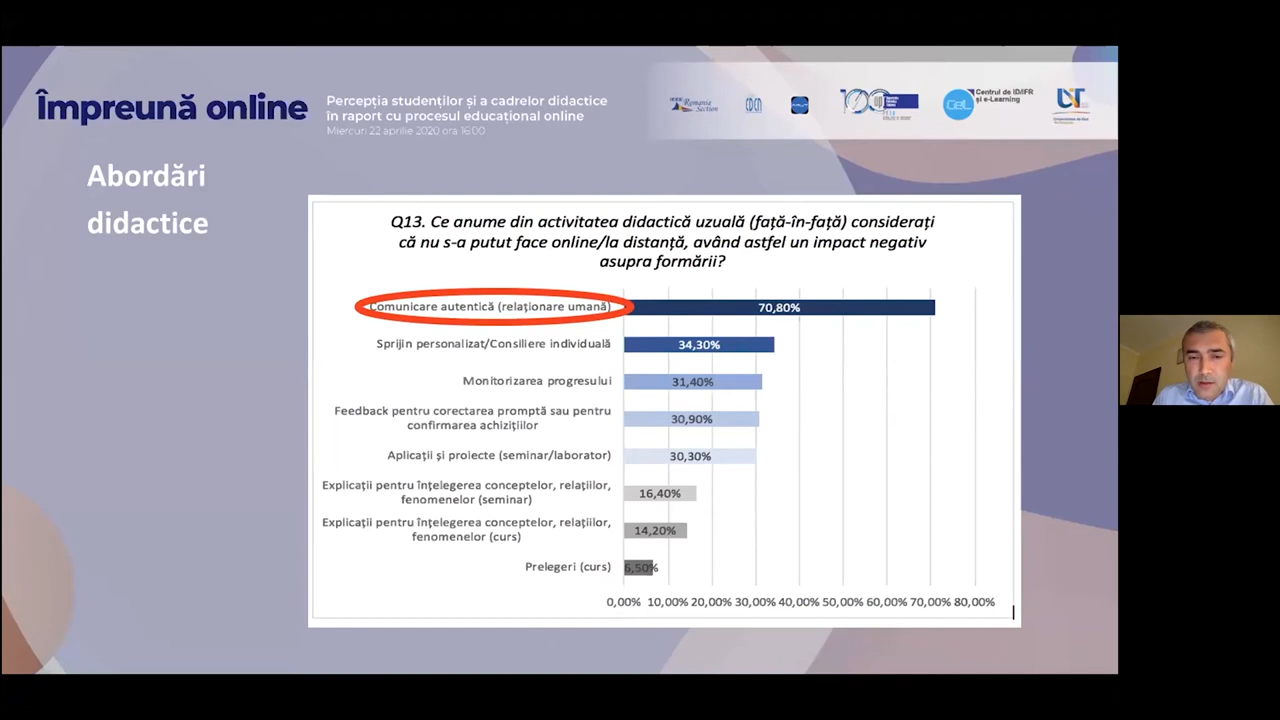 Împreună online
Percepția studenților și a cadrelor didactice
în raport cu procesul educațional online
Miercuri 22 aprilie 2020 ora 16:00
Romania
Section
EDEN
Centrul de ID/IFR
și e-Learning
Abordări
didactice
Q13. Ce anume din activitatea didactică uzuală (față-în-față) considerați
că nu s-a putut face online/la distanță, având astfel un impact negativ
asupra formării?
Comunicare autentică (relaționare umană)
70,80%
Sprijin personalizat/Consiliere individuală
34,30%
Monitorizarea progresului
31,40%
Feedback pentru corectarea promptă sau pentru
confirmarea achizițiilor
30,90%
Aplicații și proiecte (seminar/laborator)
30,30%
Explicații pentru înțelegerea conceptelor, relațiilor,
fenomenelor (seminar)
16,40%
Explicații pentru înțelegerea conceptelor, relațiilor,
fenomenelor (curs)
14,20%
Prelegeri (curs)
6,50%
0,00% 10,00% 20,00% 30,00% 40,00% 50,00% 60,00% 70,00% 80,00%